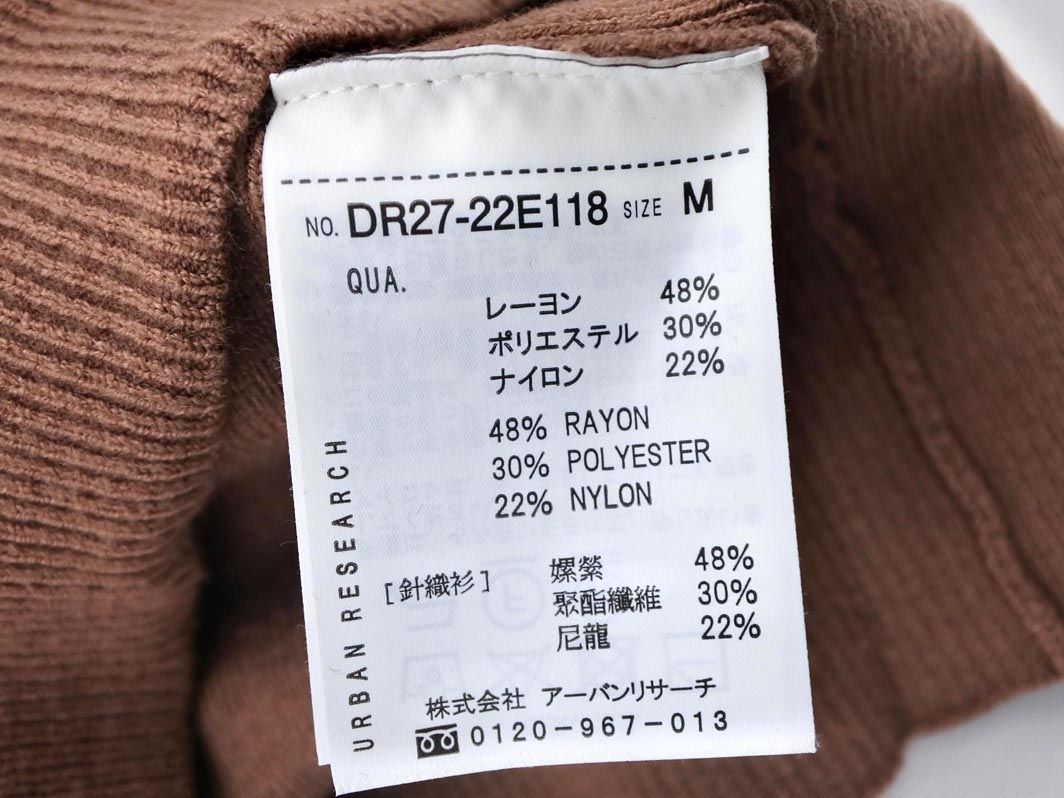 NO. DR27-22E118 SIZE M
QUA.
レーヨン 48%
ポリエステル 30%
ナイロン 22%
48% RAYON
30% POLYESTER
22% NYLON
[針織衫] 嫘縈 48%
聚酯纖維 30%
尼龍 22%
株式会社 アーバンリサーチ
0120-967-013
URBAN RESEARCH